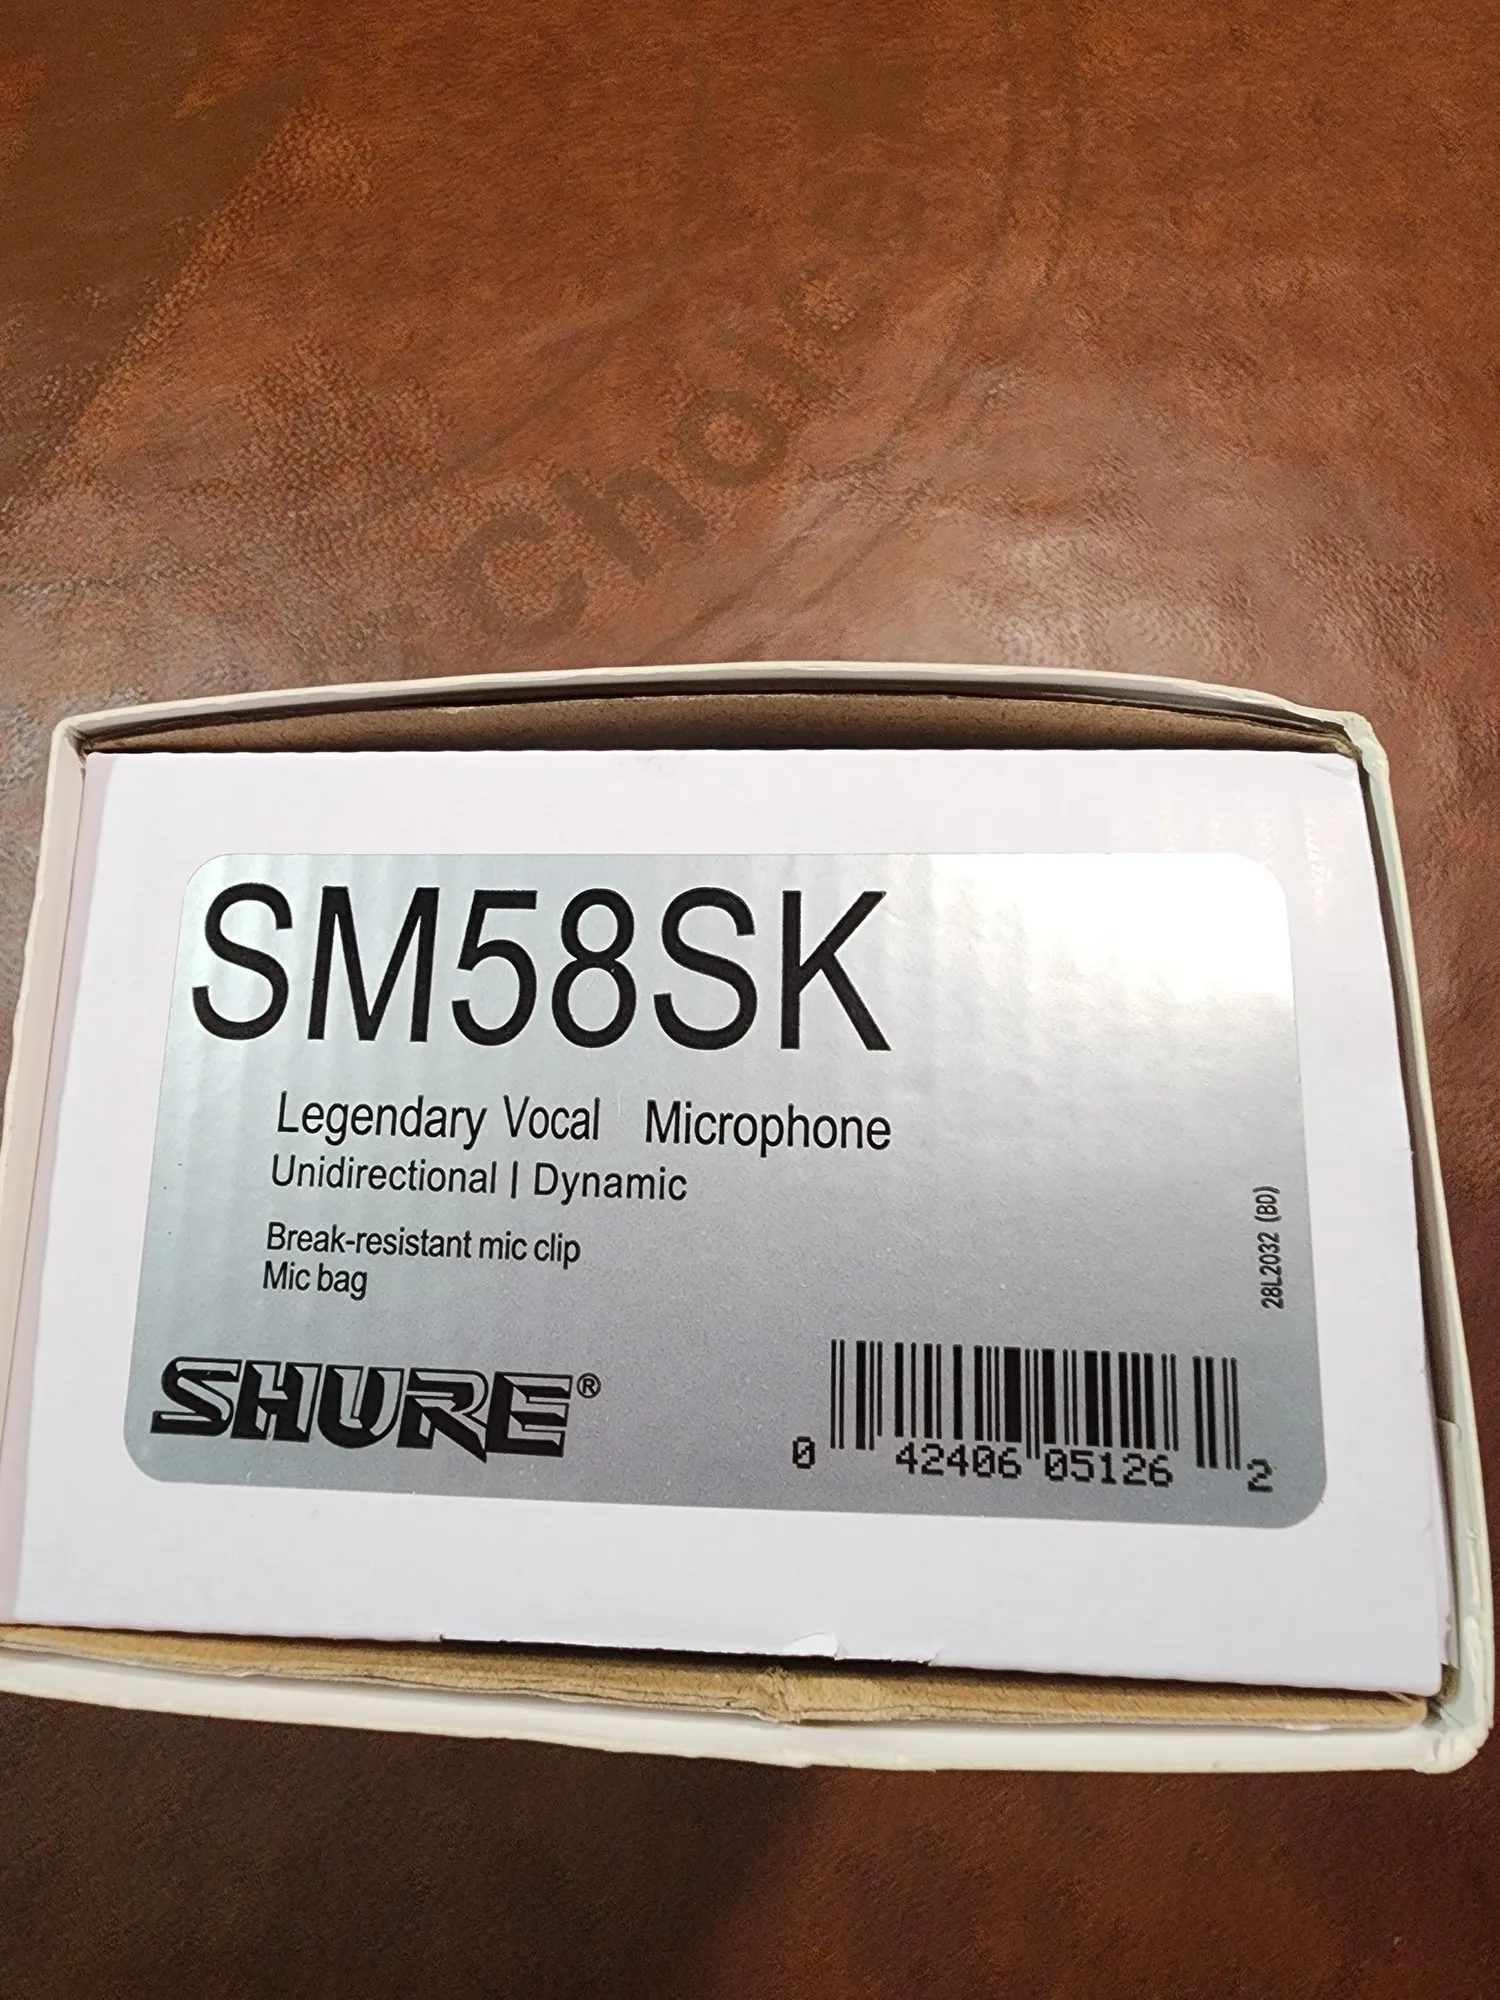 Choice
SM58SK
Legendary Vocal Microphone
Unidirectional | Dynamic
Break-resistant mic clip
Mic bag
28L2032 (BD)
SHURE®
0 42406 05126 2